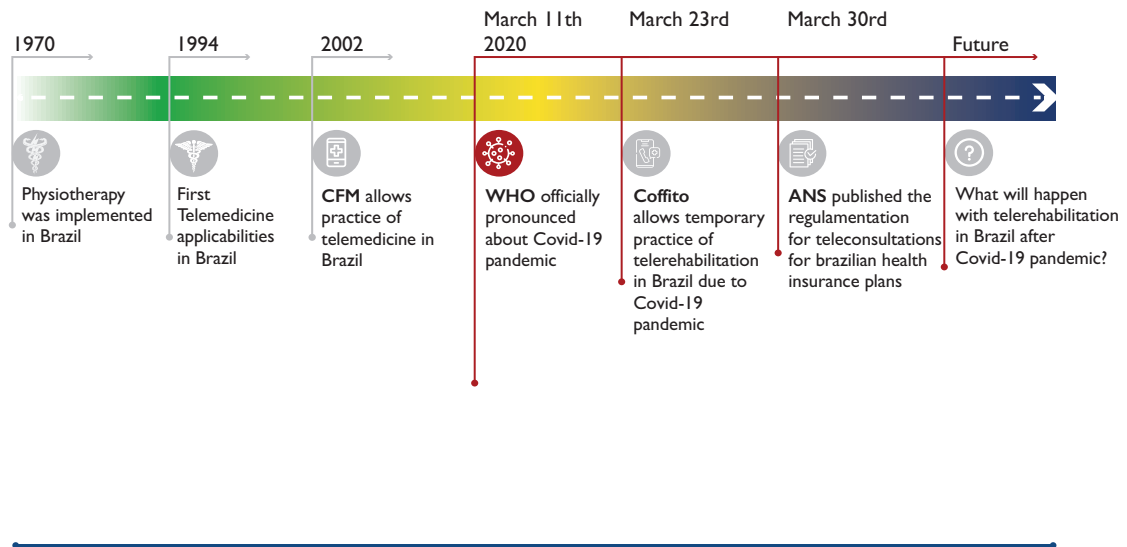 1970
1994
2002
March 11th
2020
March 23rd
March 30rd
Future
Physiotherapy
was implemented
in Brazil
First
Telemedicine
applicabilities
in Brazil
CFM allows
practice of
telemedicine in
Brazil
WHO officially
pronounced
about Covid-19
pandemic
Coffito
allows temporary
practice of
telerehabilitation
in Brazil due to
Covid-19
pandemic
ANS published the
regulamentation
for teleconsultations
for brazilian health
insurance plans
What will happen
with telerehabilitation
in Brazil after
Covid-19 pandemic?